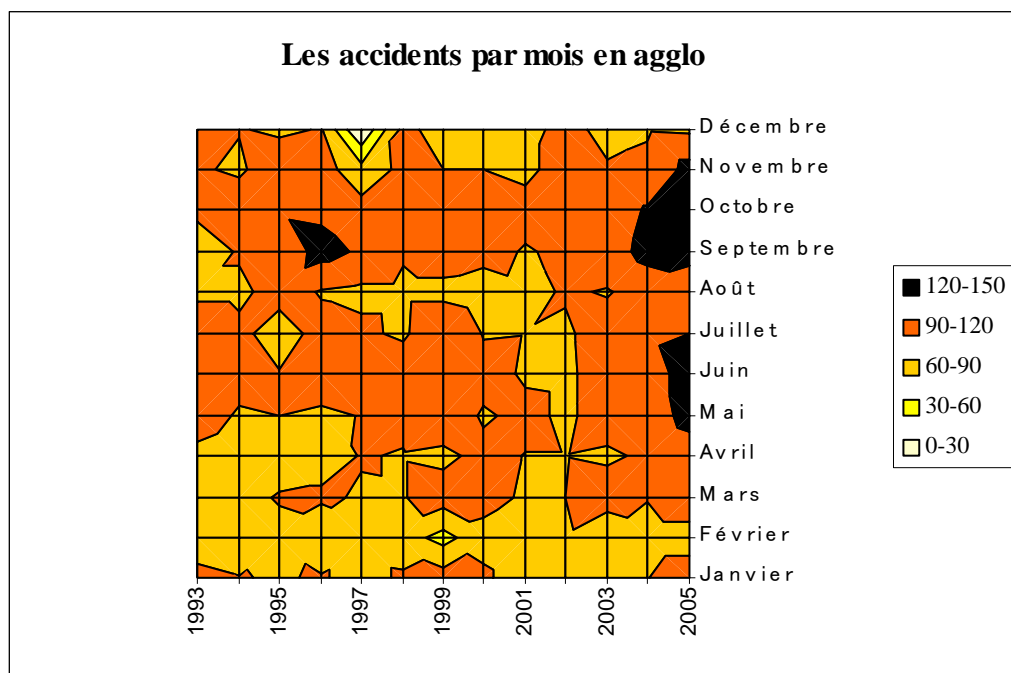 Les accidents par mois en agglo
Décembre
Novembre
Octobre
Septembre
Août
Juillet
Juin
Mai
Avril
Mars
Février
Janvier
120-150
90-120
60-90
30-60
0-30
1993
1995
1997
1999
2001
2003
2005